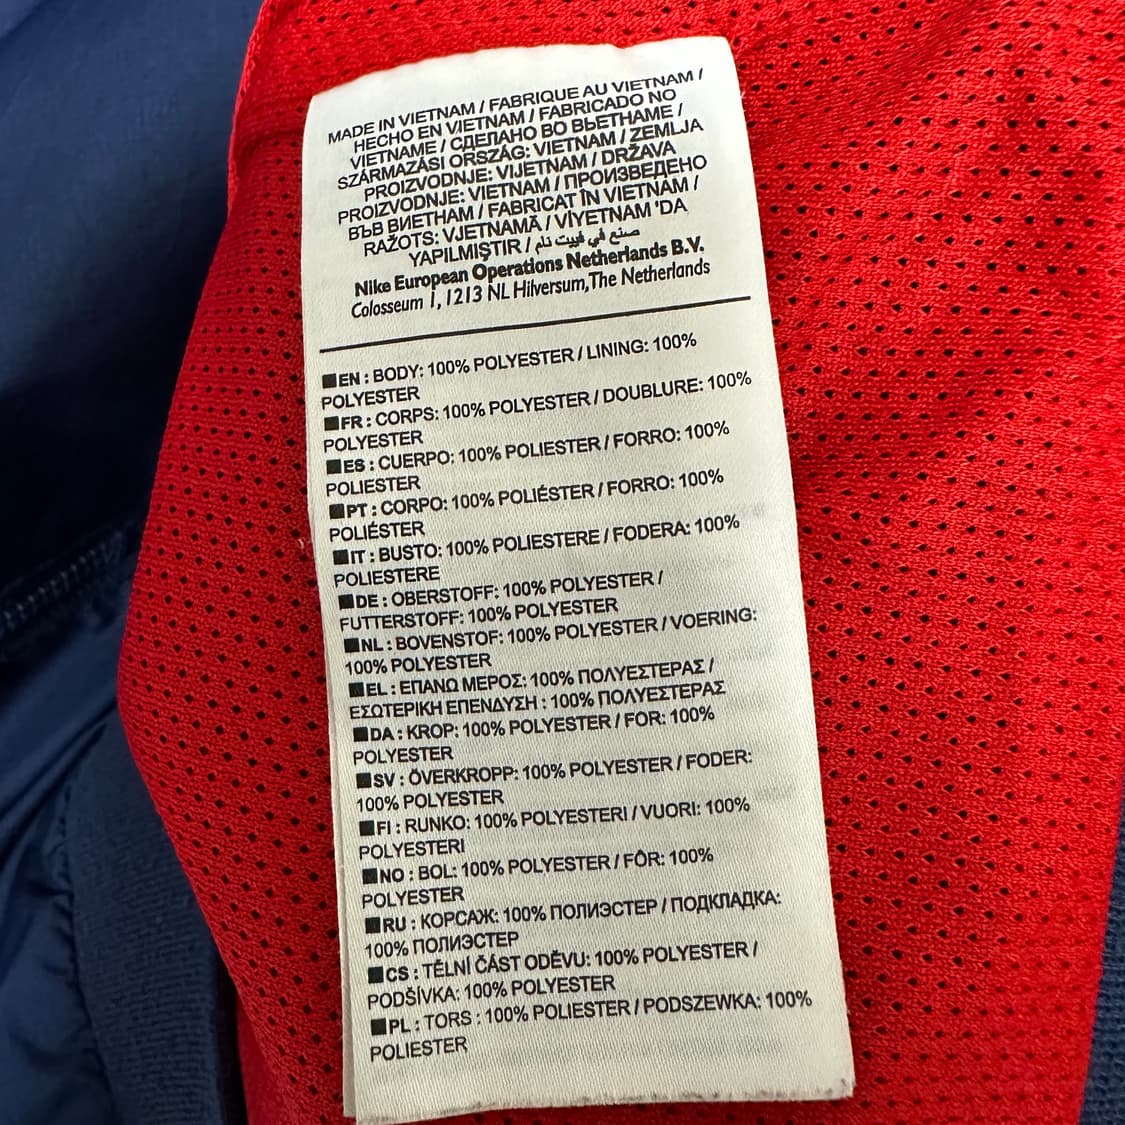 MADE IN VIETNAM / FABRIQUE AU VIETNAM /
HECHO EN VIETNAM / FABRICADO NO
VIETNAME / СДЕЛАНО ВО ВЬЕТНАМЕ /
SZÁRMAZÁSI ORSZÁG: VIETNAM / ZEMLJA
PROIZVODNJE: VIJETNAM / DRŽAVA
PROIZVODNJE: VIETNAM / ПРОИЗВЕДЕНО
ВЪВ ВИЕТНАМ / FABRICAT ÎN VIETNAM /
RAŽOTS: VJETNAMĀ / VİYETNAM 'DA
YAPILMIŞTIR / صنع في فييت نام
Nike European Operations Netherlands B.V.
Colosseum 1, 1213 NL Hilversum, The Netherlands
■EN : BODY: 100% POLYESTER / LINING: 100%
POLYESTER
■FR : CORPS: 100% POLYESTER / DOUBLURE: 100%
POLYESTER
■ES : CUERPO: 100% POLIESTER / FORRO: 100%
POLIESTER
■PT : CORPO: 100% POLIÉSTER / FORRO: 100%
POLIÉSTER
■IT : BUSTO: 100% POLIESTERE / FODERA: 100%
POLIESTERE
■DE : OBERSTOFF: 100% POLYESTER /
FUTTERSTOFF: 100% POLYESTER
■NL : BOVENSTOF: 100% POLYESTER / VOERING:
100% POLYESTER
■EL : ΕΠΑΝΩ ΜΕΡΟΣ: 100% ΠΟΛΥΕΣΤΕΡΑΣ /
ΕΣΩΤΕΡΙΚΗ ΕΠΕΝΔΥΣΗ : 100% ΠΟΛΥΕΣΤΕΡΑΣ
■DA : KROP: 100% POLYESTER / FOR: 100%
POLYESTER
■SV : ÖVERKROPP: 100% POLYESTER / FODER:
100% POLYESTER
■FI : RUNKO: 100% POLYESTERI / VUORI: 100%
POLYESTERI
■NO : BOL: 100% POLYESTER / FÔR: 100%
POLYESTER
■RU : КОРСАЖ: 100% ПОЛИЭСТЕР / ПОДКЛАДКА:
100% ПОЛИЭСТЕР
■CS : TĚLNÍ ČÁST ODĚVU: 100% POLYESTER /
PODŠÍVKA: 100% POLYESTER
■PL : TORS : 100% POLIESTER / PODSZEWKA: 100%
POLIESTER